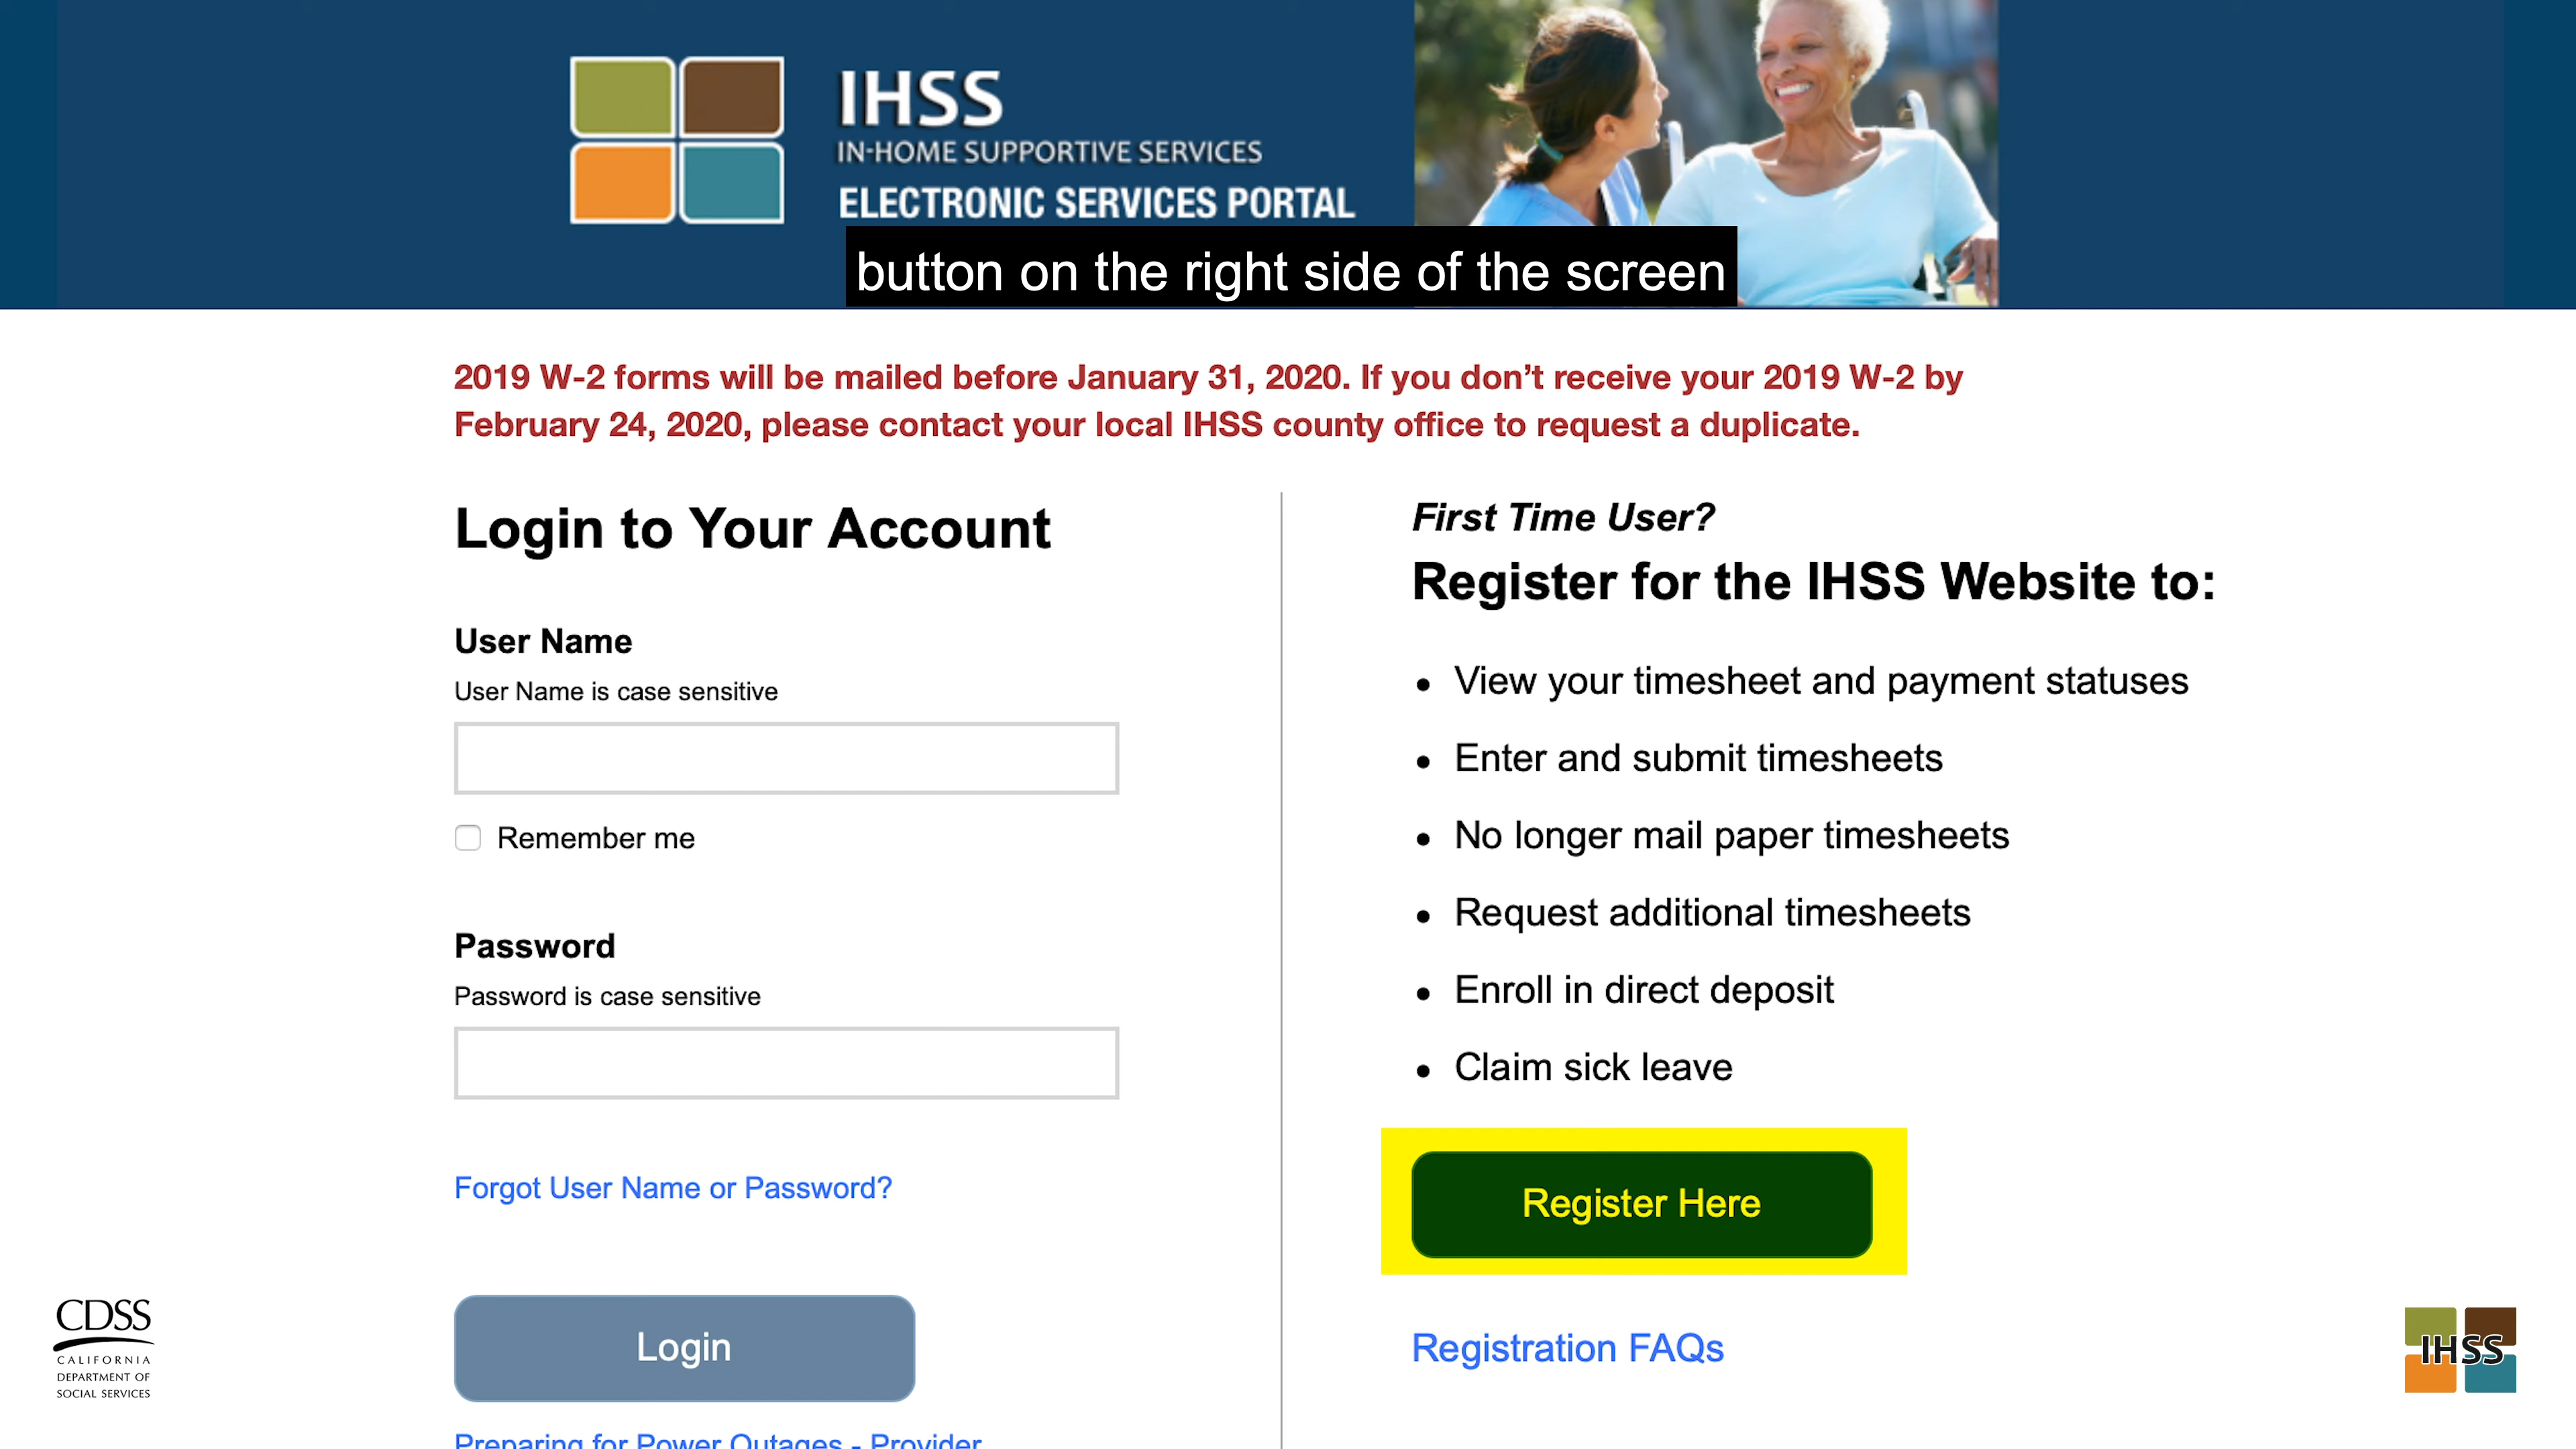 IHSS
IN-HOME SUPPORTIVE SERVICES
ELECTRONIC SERVICES PORTAL
button on the right side of the screen
2019 W-2 forms will be mailed before January 31, 2020. If you don’t receive your 2019 W-2 by
February 24, 2020, please contact your local IHSS county office to request a duplicate.
Login to Your Account
User Name
User Name is case sensitive
Remember me
Password
Password is case sensitive
Forgot User Name or Password?
Login
Preparing for Power Outages - Provider
First Time User?
Register for the IHSS Website to:
• View your timesheet and payment statuses
• Enter and submit timesheets
• No longer mail paper timesheets
• Request additional timesheets
• Enroll in direct deposit
• Claim sick leave
Register Here
Registration FAQs
CDSS
CALIFORNIA
DEPARTMENT OF
SOCIAL SERVICES
IHSS